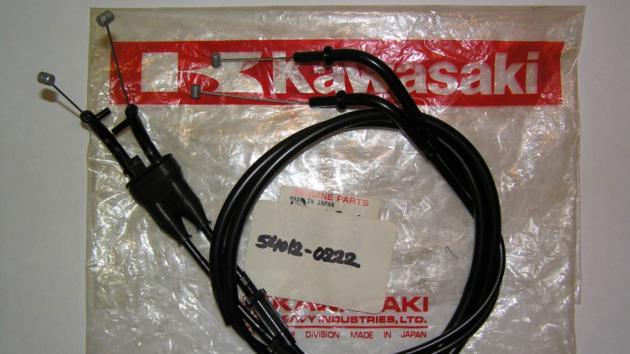 Kawasaki
GENUINE PARTS
MADE IN JAPAN
54012-0222
KAWASAKI
HEAVY INDUSTRIES, LTD.
DIVISION MADE IN JAPAN